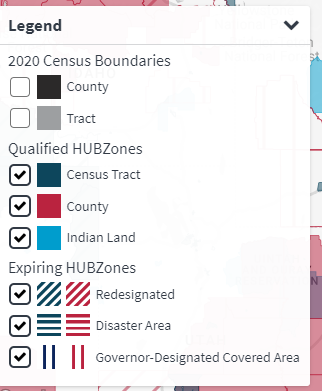 Legend
2020 Census Boundaries
County
Tract
Qualified HUBZones
Census Tract
County
Indian Land
Expiring HUBZones
Redesignated
Disaster Area
Governor-Designated Covered Area